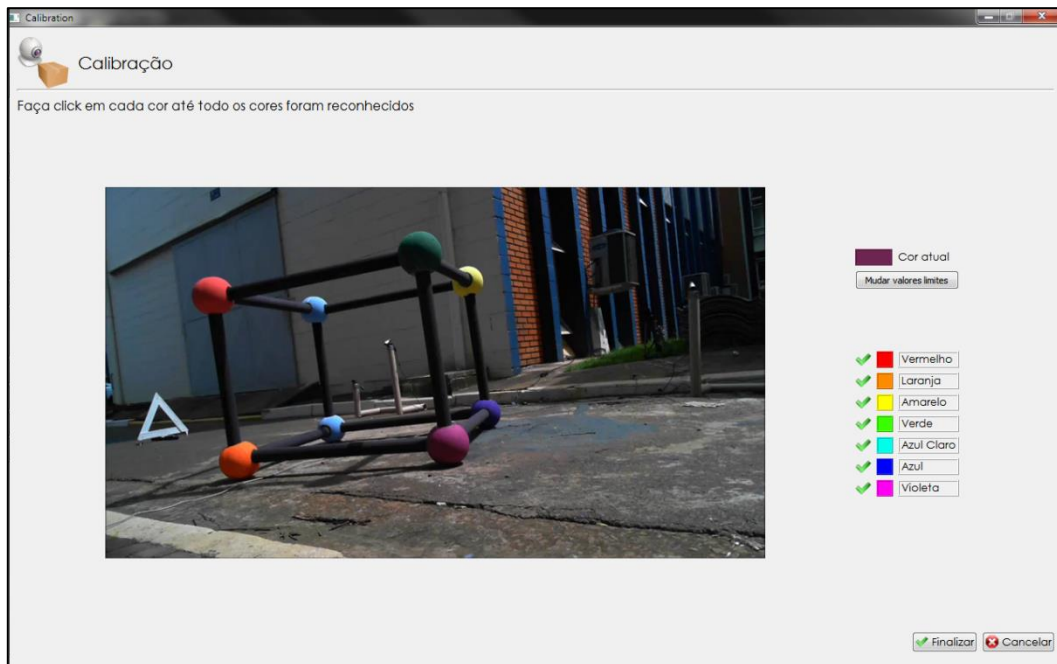 Calibration
Calibração
Faça click em cada cor até todo os cores foram reconhecidos
Cor atual
Mudar valores limites
Vermelho
Laranja
Amarelo
Verde
Azul Claro
Azul
Violeta
Finalizar
Cancelar